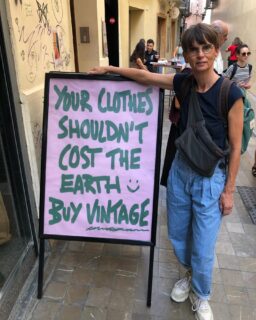 YOUR CLOTHES
SHOULDN'T
COST THE
EARTH
BUY VINTAGE